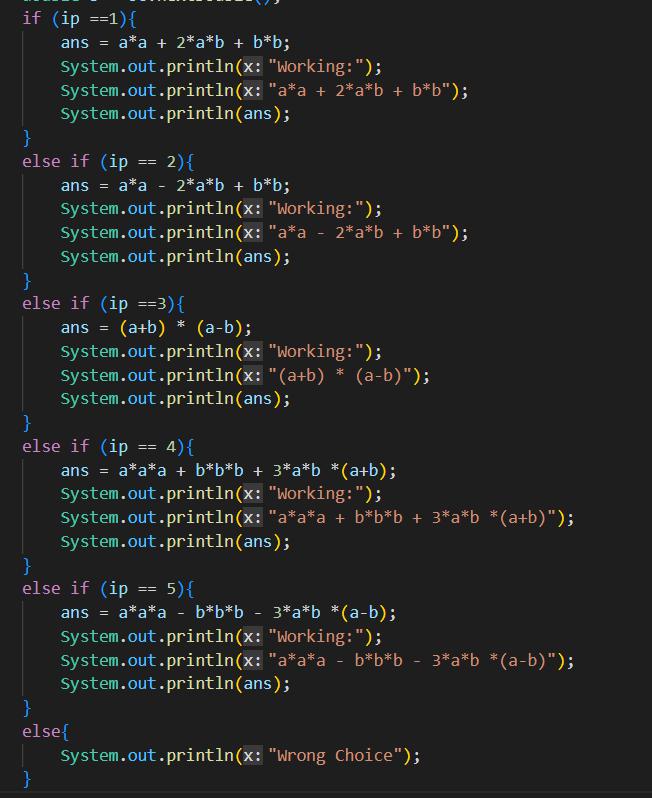 if (ip ==1){
ans = a*a + 2*a*b + b*b;
System.out.println(x: "Working:");
System.out.println(x: "a*a + 2*a*b + b*b");
System.out.println(ans);
}
else if (ip == 2){
ans = a*a - 2*a*b + b*b;
System.out.println(x: "Working:");
System.out.println(x: "a*a - 2*a*b + b*b");
System.out.println(ans);
}
else if (ip ==3){
ans = (a+b) * (a-b);
System.out.println(x: "Working:");
System.out.println(x: "(a+b) * (a-b)");
System.out.println(ans);
}
else if (ip == 4){
ans = a*a*a + b*b*b + 3*a*b *(a+b);
System.out.println(x: "Working:");
System.out.println(x: "a*a*a + b*b*b + 3*a*b *(a+b)");
System.out.println(ans);
}
else if (ip == 5){
ans = a*a*a - b*b*b - 3*a*b *(a-b);
System.out.println(x: "Working:");
System.out.println(x: "a*a*a - b*b*b - 3*a*b *(a-b)");
System.out.println(ans);
}
else{
System.out.println(x: "Wrong Choice");
}